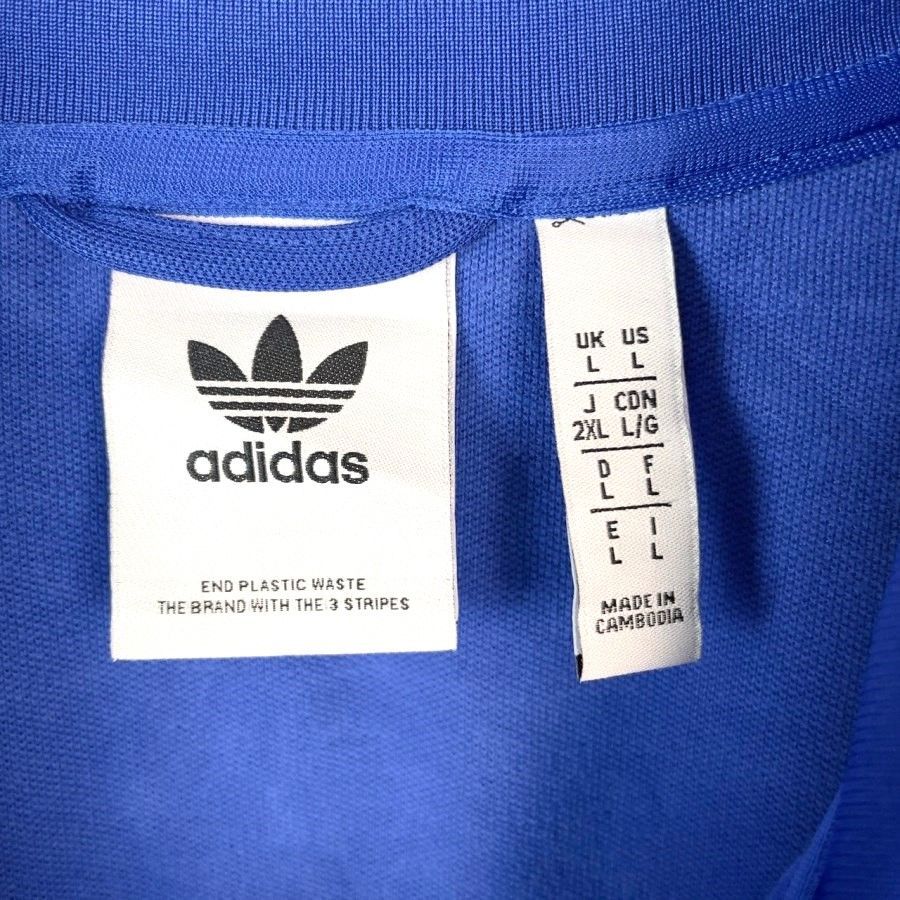 adidas
END PLASTIC WASTE
THE BRAND WITH THE 3 STRIPES
UK US
L L
J CDN
2XL L/G
D F
L L
E I
L L
MADE IN
CAMBODIA